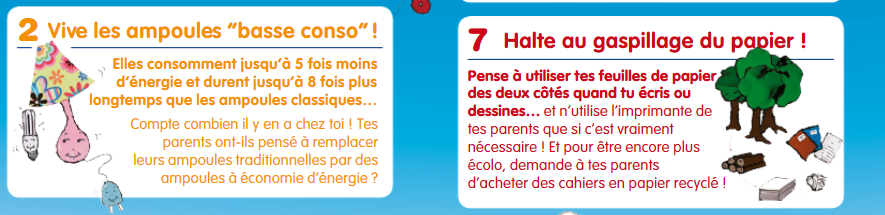 2 Vive les ampoules "basse conso" !
Elles consomment jusqu'à 5 fois moins
d'énergie et durent jusqu'à 8 fois plus
longtemps que les ampoules classiques...
Compte combien il y en a chez toi ! Tes
parents ont-ils pensé à remplacer
leurs ampoules traditionnelles par des
ampoules à économie d'énergie ?
7 Halte au gaspillage du papier !
Pense à utiliser tes feuilles de papier
des deux côtés quand tu écris ou
dessines... et n'utilise l'imprimante de
tes parents que si c'est vraiment
nécessaire ! Et pour être encore plus
écolo, demande à tes parents
d'acheter des cahiers en papier recyclé !